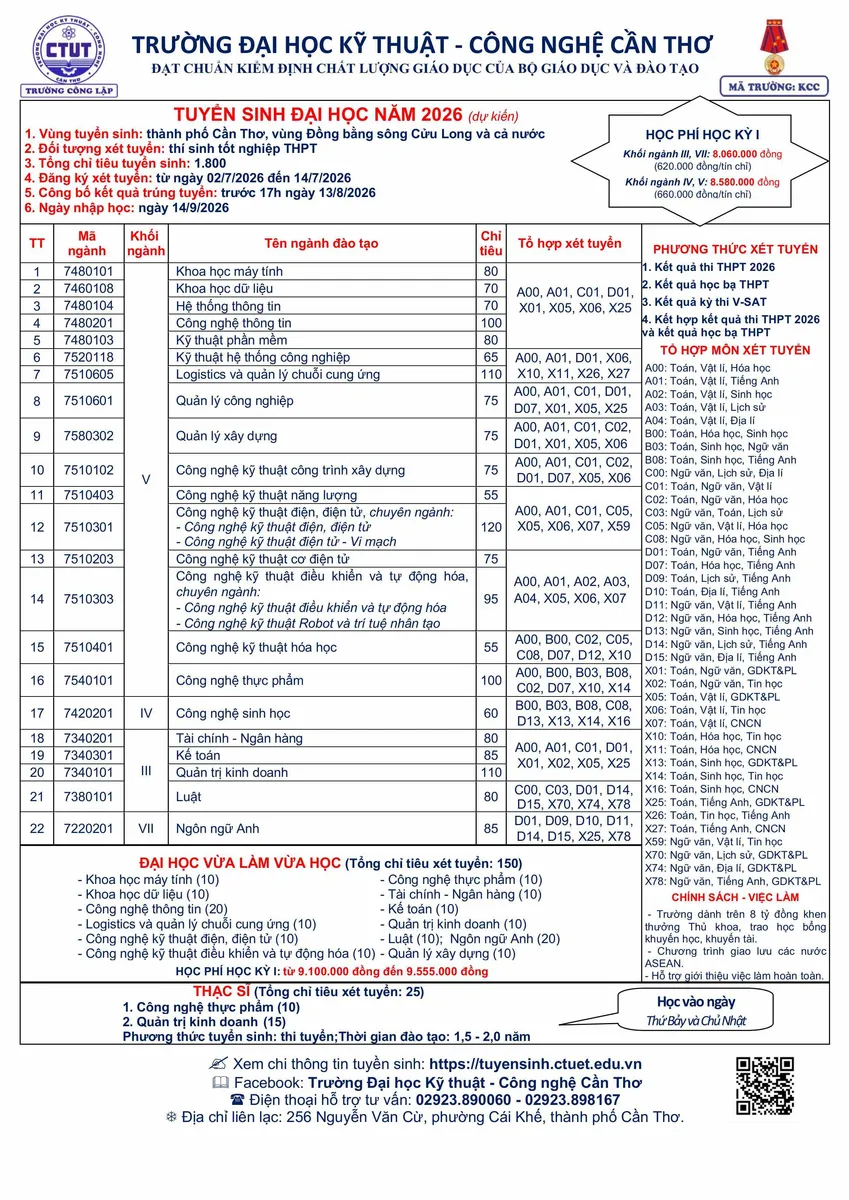 TRƯỜNG ĐẠI HỌC KỸ THUẬT - CÔNG NGHỆ CẦN THƠ
CTUT
CẦN THƠ
TRƯỜNG CÔNG LẬP
ĐẠT CHUẨN KIỂM ĐỊNH CHẤT LƯỢNG GIÁO DỤC CỦA BỘ GIÁO DỤC VÀ ĐÀO TẠO
MÃ TRƯỜNG: KCC
TUYỂN SINH ĐẠI HỌC NĂM 2026 (dự kiến)
1. Vùng tuyển sinh: thành phố Cần Thơ, vùng Đồng bằng sông Cửu Long và cả nước
2. Đối tượng xét tuyển: thí sinh tốt nghiệp THPT
3. Tổng chỉ tiêu tuyển sinh: 1.800
4. Đăng ký xét tuyển: từ ngày 02/7/2026 đến 14/7/2026
5. Công bố kết quả trúng tuyển: trước 17h ngày 13/8/2026
6. Ngày nhập học: ngày 14/9/2026
HỌC PHÍ HỌC KỲ I
Khối ngành III, VII: 8.060.000 đồng
(620.000 đồng/tín chỉ)
Khối ngành IV, V: 8.580.000 đồng
(660.000 đồng/tín chỉ)
TT Mã ngành Khối ngành Tên ngành đào tạo Chỉ tiêu Tổ hợp xét tuyển
1 7480101 Khoa học máy tính 80
2 7460108 Khoa học dữ liệu 70
3 7480104 Hệ thống thông tin 70
4 7480201 Công nghệ thông tin 100
5 7480103 Kỹ thuật phần mềm 80
A00, A01, C01, D01,
X01, X05, X06, X25
6 7520118 Kỹ thuật hệ thống công nghiệp 65
7 7510605 Logistics và quản lý chuỗi cung ứng 110
A00, A01, D01, X06,
X10, X11, X26, X27
8 7510601 Quản lý công nghiệp 75
A00, A01, C01, D01,
D07, X01, X05, X25
9 7580302 Quản lý xây dựng 75
A00, A01, C01, C02,
D01, X01, X05, X06
V
10 7510102 Công nghệ kỹ thuật công trình xây dựng 75
A00, A01, C01, C02,
D01, D07, X05, X06
11 7510403 Công nghệ kỹ thuật năng lượng 55
12 7510301 Công nghệ kỹ thuật điện, điện tử, chuyên ngành:
- Công nghệ kỹ thuật điện, điện tử
- Công nghệ kỹ thuật điện tử - Vi mạch
120
A00, A01, C01, C05,
X05, X06, X07, X59
13 7510203 Công nghệ kỹ thuật cơ điện tử 75
14 7510303 Công nghệ kỹ thuật điều khiển và tự động hóa,
chuyên ngành:
- Công nghệ kỹ thuật điều khiển và tự động hóa
- Công nghệ kỹ thuật Robot và trí tuệ nhân tạo
95
A00, A01, A02, A03,
A04, X05, X06, X07
15 7510401 Công nghệ kỹ thuật hóa học 55
A00, B00, C02, C05,
C08, D07, D12, X10
16 7540101 Công nghệ thực phẩm 100
A00, B00, B03, B08,
C02, D07, X10, X14
17 7420201 IV Công nghệ sinh học 60
B00, B03, B08, C08,
D13, X13, X14, X16
18 7340201 Tài chính - Ngân hàng 80
19 7340301 Kế toán 85
20 7340101 III Quản trị kinh doanh 110
A00, A01, C01, D01,
X01, X02, X05, X25
21 7380101 Luật 80
C00, C03, D01, D14,
D15, X70, X74, X78
22 7220201 VII Ngôn ngữ Anh 85
D01, D09, D10, D11,
D14, D15, X25, X78
PHƯƠNG THỨC XÉT TUYỂN
1. Kết quả thi THPT 2026
2. Kết quả học bạ THPT
3. Kết quả kỳ thi V-SAT
4. Kết hợp kết quả thi THPT 2026
và kết quả học bạ THPT
TỔ HỢP MÔN XÉT TUYỂN
A00: Toán, Vật lí, Hóa học
A01: Toán, Vật lí, Tiếng Anh
A02: Toán, Vật lí, Sinh học
A03: Toán, Vật lí, Lịch sử
A04: Toán, Vật lí, Địa lí
B00: Toán, Hóa học, Sinh học
B03: Toán, Sinh học, Ngữ văn
B08: Toán, Sinh học, Tiếng Anh
C00: Ngữ văn, Lịch sử, Địa lí
C01: Toán, Ngữ văn, Vật lí
C02: Toán, Ngữ văn, Hóa học
C03: Ngữ văn, Toán, Lịch sử
C05: Ngữ văn, Vật lí, Hóa học
C08: Ngữ văn, Hóa học, Sinh học
D01: Toán, Ngữ văn, Tiếng Anh
D07: Toán, Hóa học, Tiếng Anh
D09: Toán, Lịch sử, Tiếng Anh
D10: Toán, Địa lí, Tiếng Anh
D11: Ngữ văn, Vật lí, Tiếng Anh
D12: Ngữ văn, Hóa học, Tiếng Anh
D13: Ngữ văn, Sinh học, Tiếng Anh
D14: Ngữ văn, Lịch sử, Tiếng Anh
D15: Ngữ văn, Địa lí, Tiếng Anh
X01: Toán, Ngữ văn, GDKT&PL
X02: Toán, Ngữ văn, Tin học
X05: Toán, Vật lí, GDKT&PL
X06: Toán, Vật lí, Tin học
X07: Toán, Vật lí, CNCN
X10: Toán, Hóa học, Tin học
X11: Toán, Hóa học, CNCN
X13: Toán, Sinh học, GDKT&PL
X14: Toán, Sinh học, Tin học
X16: Toán, Sinh học, CNCN
X25: Toán, Tiếng Anh, GDKT&PL
X26: Toán, Tin học, Tiếng Anh
X27: Toán, Tiếng Anh, CNCN
X59: Ngữ văn, Vật lí, Tin học
X70: Ngữ văn, Lịch sử, GDKT&PL
X74: Ngữ văn, Địa lí, GDKT&PL
X78: Ngữ văn, Tiếng Anh, GDKT&PL
CHÍNH SÁCH - VIỆC LÀM
- Trường dành trên 8 tỷ đồng khen
thưởng Thủ khoa, trao học bổng
khuyến học, khuyến tài.
- Chương trình giao lưu các nước
ASEAN.
- Hỗ trợ giới thiệu việc làm hoàn toàn.
ĐẠI HỌC VỪA LÀM VỪA HỌC (Tổng chỉ tiêu xét tuyển: 150)
- Khoa học máy tính (10)
- Khoa học dữ liệu (10)
- Công nghệ thông tin (20)
- Logistics và quản lý chuỗi cung ứng (10)
- Công nghệ kỹ thuật điện, điện tử (10)
- Công nghệ kỹ thuật điều khiển và tự động hóa (10)
- Công nghệ thực phẩm (10)
- Tài chính - Ngân hàng (10)
- Kế toán (10)
- Quản trị kinh doanh (10)
- Luật (10); Ngôn ngữ Anh (20)
- Quản lý xây dựng (10)
HỌC PHÍ HỌC KỲ I: từ 9.100.000 đồng đến 9.555.000 đồng
THẠC SĨ (Tổng chỉ tiêu xét tuyển: 25)
1. Công nghệ thực phẩm (10)
2. Quản trị kinh doanh (15)
Phương thức tuyển sinh: thi tuyển;Thời gian đào tạo: 1,5 - 2,0 năm
Học vào ngày
Thứ Bảy và Chủ Nhật
Xem chi thông tin tuyển sinh: https://tuyensinh.ctuet.edu.vn
Facebook: Trường Đại học Kỹ thuật - Công nghệ Cần Thơ
Điện thoại hỗ trợ tư vấn: 02923.890060 - 02923.898167
Địa chỉ liên lạc: 256 Nguyễn Văn Cừ, phường Cái Khế, thành phố Cần Thơ.